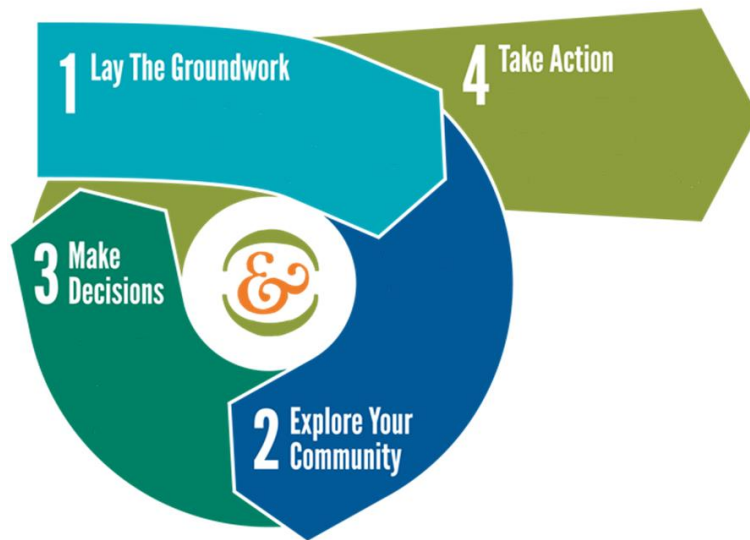 1 Lay The Groundwork
2 Explore Your
Community
3 Make
Decisions
4 Take Action
&